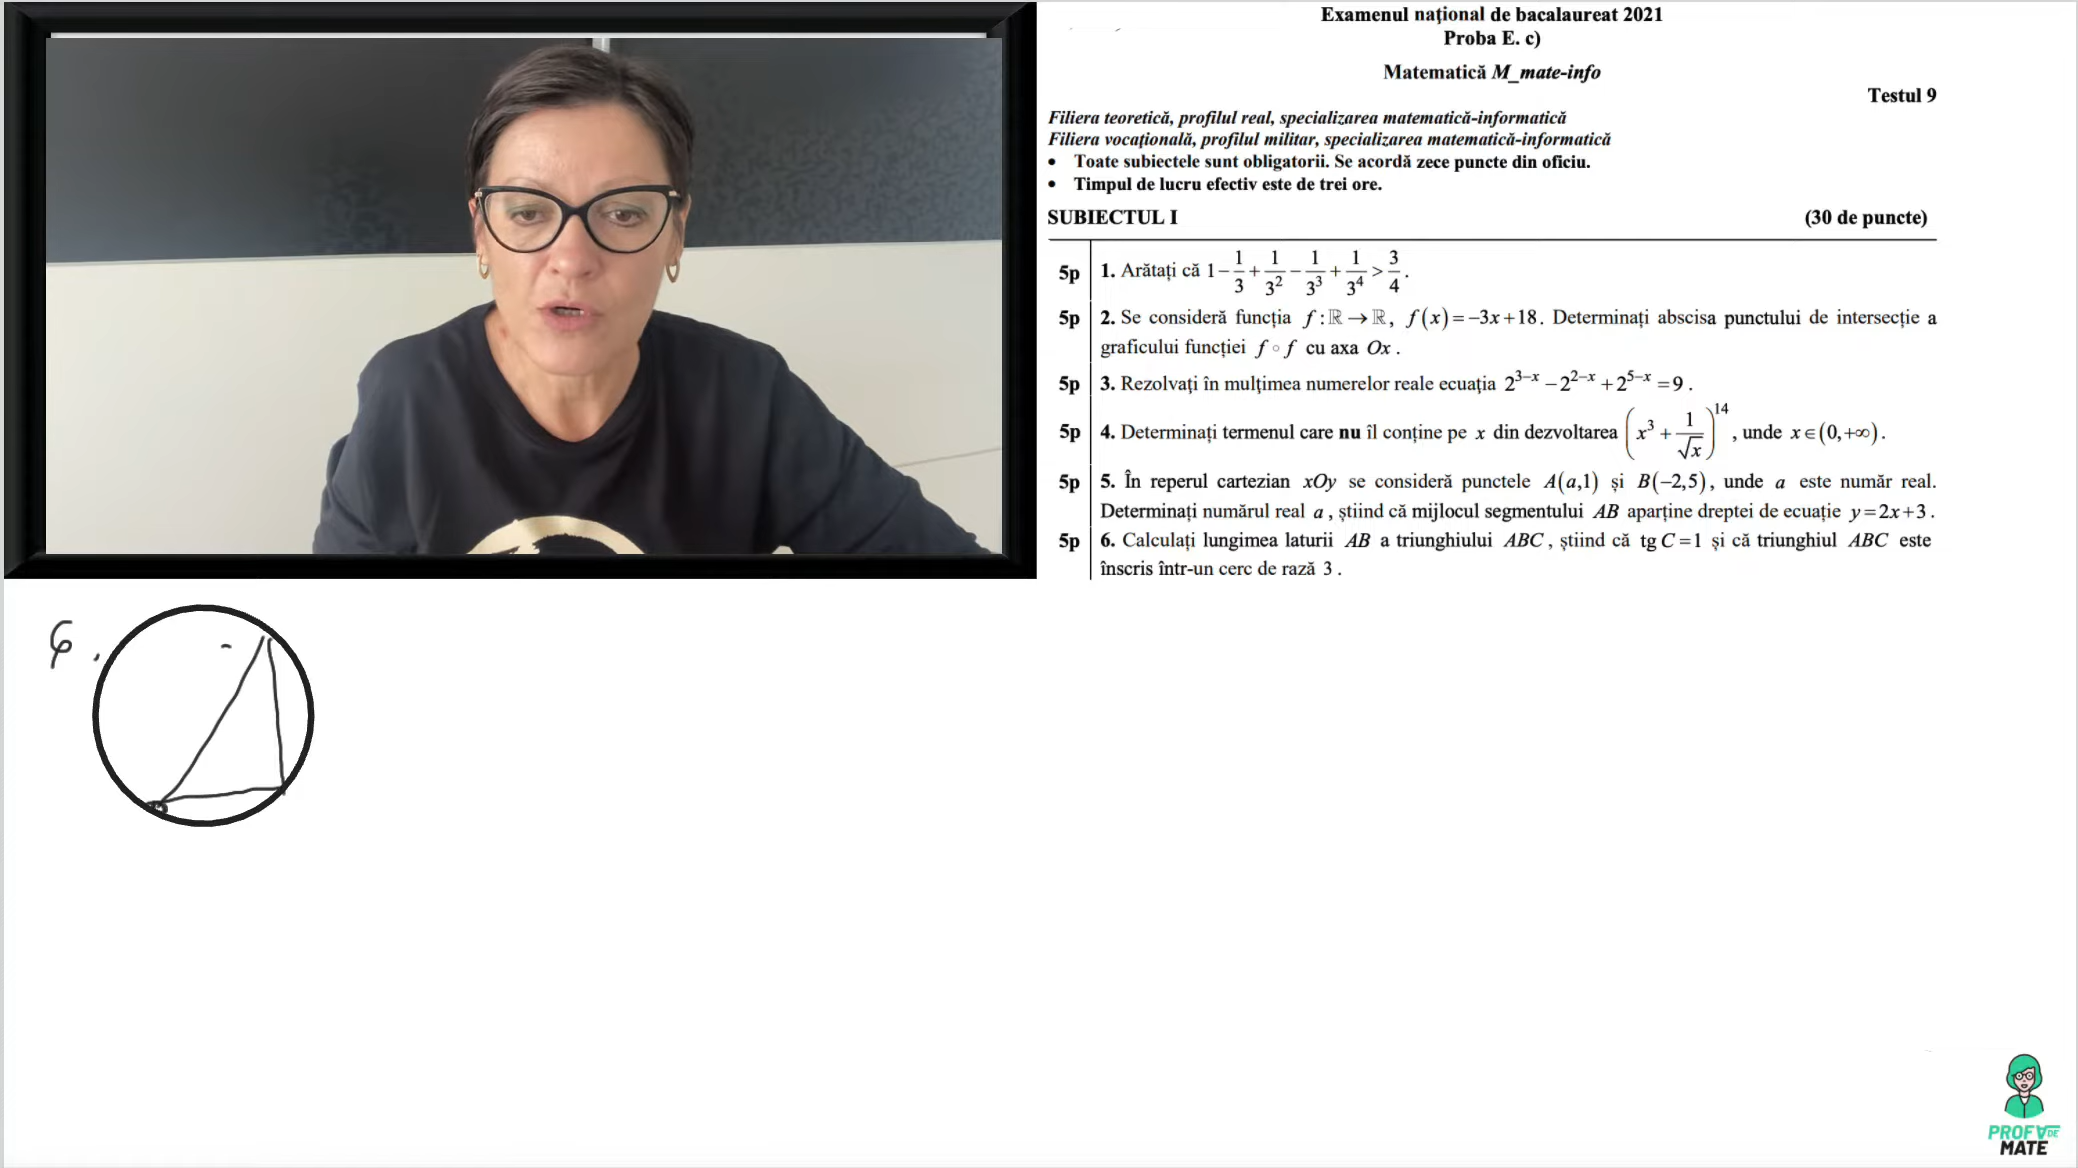 Examenul național de bacalaureat 2021
Proba E. c)
Matematică M_mate-info
Testul 9
Filiera teoretică, profilul real, specializarea matematică-informatică
Filiera vocațională, profilul militar, specializarea matematică-informatică
• Toate subiectele sunt obligatorii. Se acordă zece puncte din oficiu.
• Timpul de lucru efectiv este de trei ore.
SUBIECTUL I (30 de puncte)
5p 1. Arătați că 1 − 1/3 + 1/3² − 1/3³ + 1/3⁴ > 3/4 .
5p 2. Se consideră funcția f : ℝ → ℝ, f(x) = −3x + 18. Determinați abscisa punctului de intersecție a
graficului funcției f ∘ f cu axa Ox .
5p 3. Rezolvați în mulțimea numerelor reale ecuația 2^(3−x) − 2^(2−x) + 2^(5−x) = 9 .
5p 4. Determinați termenul care nu îl conține pe x din dezvoltarea (x³ + 1/√x)^14 , unde x ∈ (0,+∞) .
5p 5. În reperul cartezian xOy se consideră punctele A(a,1) și B(−2,5), unde a este număr real.
Determinați numărul real a , știind că mijlocul segmentului AB aparține dreptei de ecuație y = 2x + 3 .
5p 6. Calculați lungimea laturii AB a triunghiului ABC , știind că tg C = 1 și că triunghiul ABC este
înscris într-un cerc de rază 3 .
6.
PROFA DE
MATE